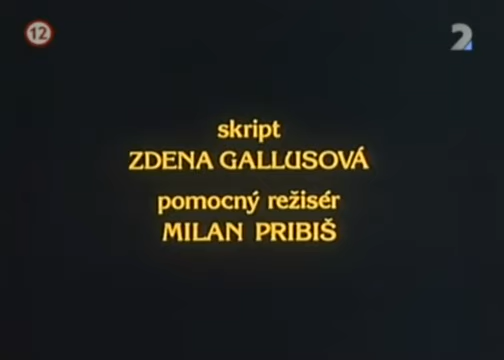 12
2
skript
ZDENA GALLUSOVÁ
pomocný režisér
MILAN PRIBIŠ